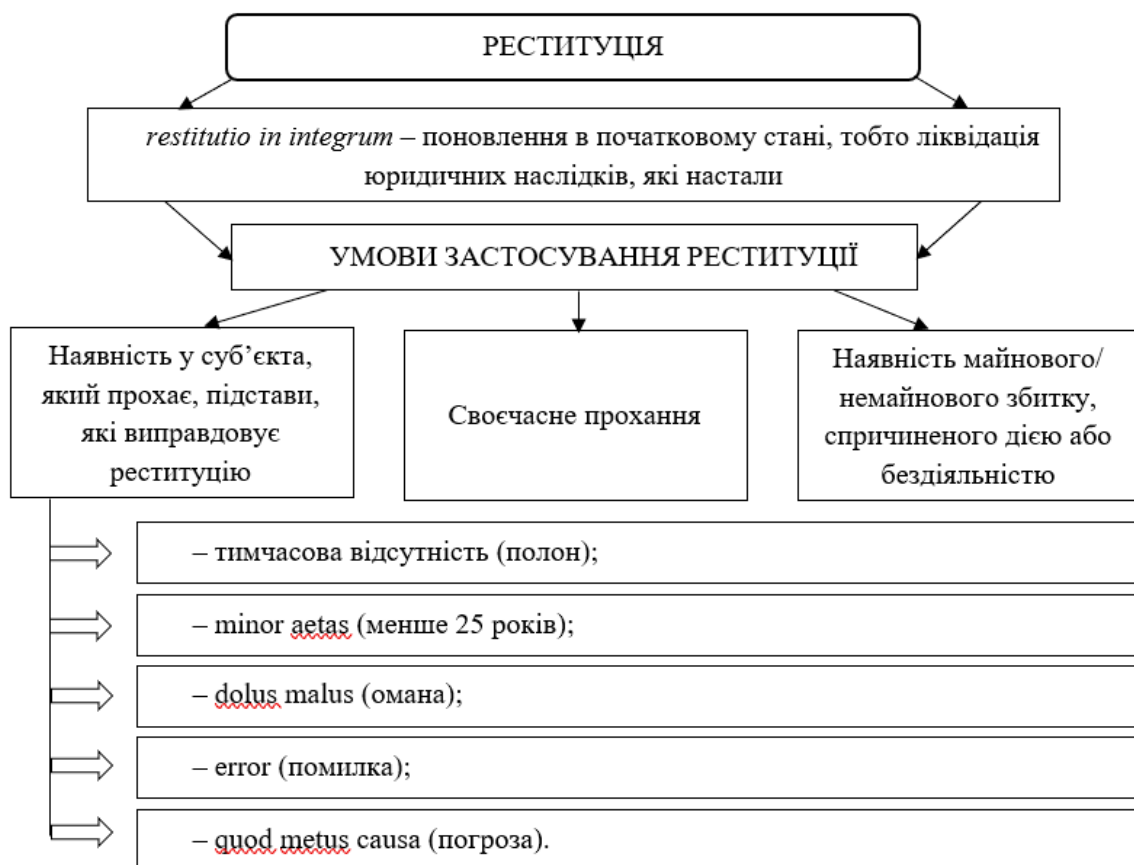 РЕСТИТУЦІЯ
restitutio in integrum – поновлення в початковому стані, тобто ліквідація
юридичних наслідків, які настали
УМОВИ ЗАСТОСУВАННЯ РЕСТИТУЦІЇ
Наявність у суб’єкта,
який прохає, підстави,
які виправдовує
реституцію
Своєчасне прохання
Наявність майнового/
немайнового збитку,
спричиненого дією або
бездіяльністю
– тимчасова відсутність (полон);
– minor aetas (менше 25 років);
– dolus malus (омана);
– error (помилка);
– quod metus causa (погроза).